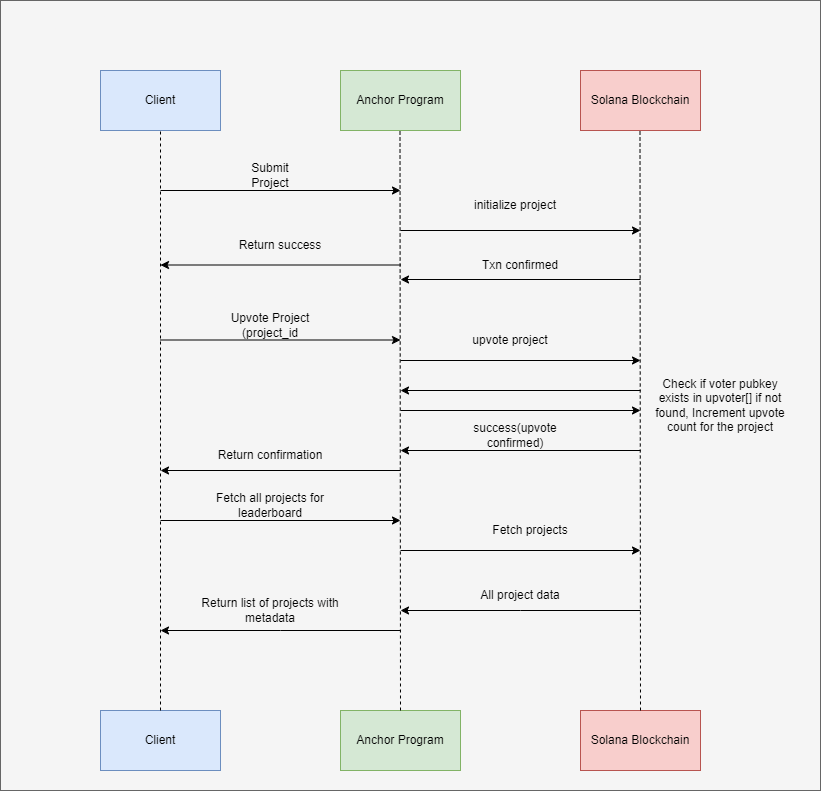 Client
Anchor Program
Solana Blockchain
Submit
Project
initialize project
Return success
Txn confirmed
Upvote Project
(project_id
upvote project
Check if voter pubkey
exists in upvoter[] if not
found, Increment upvote
count for the project
success(upvote
confirmed)
Return confirmation
Fetch all projects for
leaderboard
Fetch projects
All project data
Return list of projects with
metadata
Client
Anchor Program
Solana Blockchain